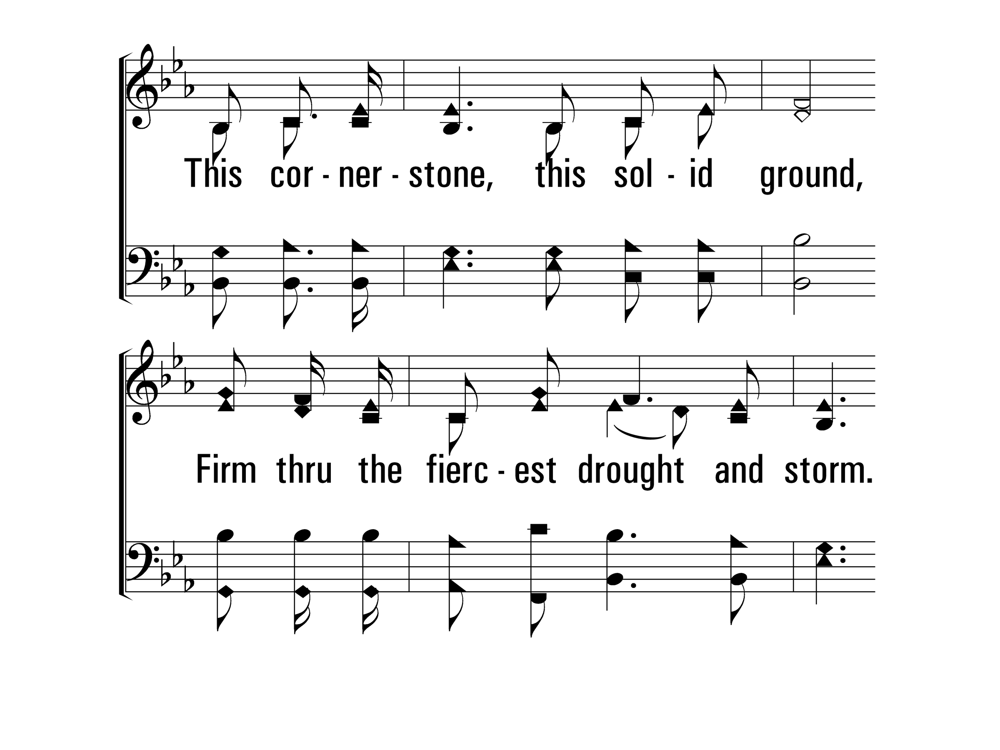 This cor - ner - stone, this sol - id ground,
Firm thru the fierc - est drought and storm.